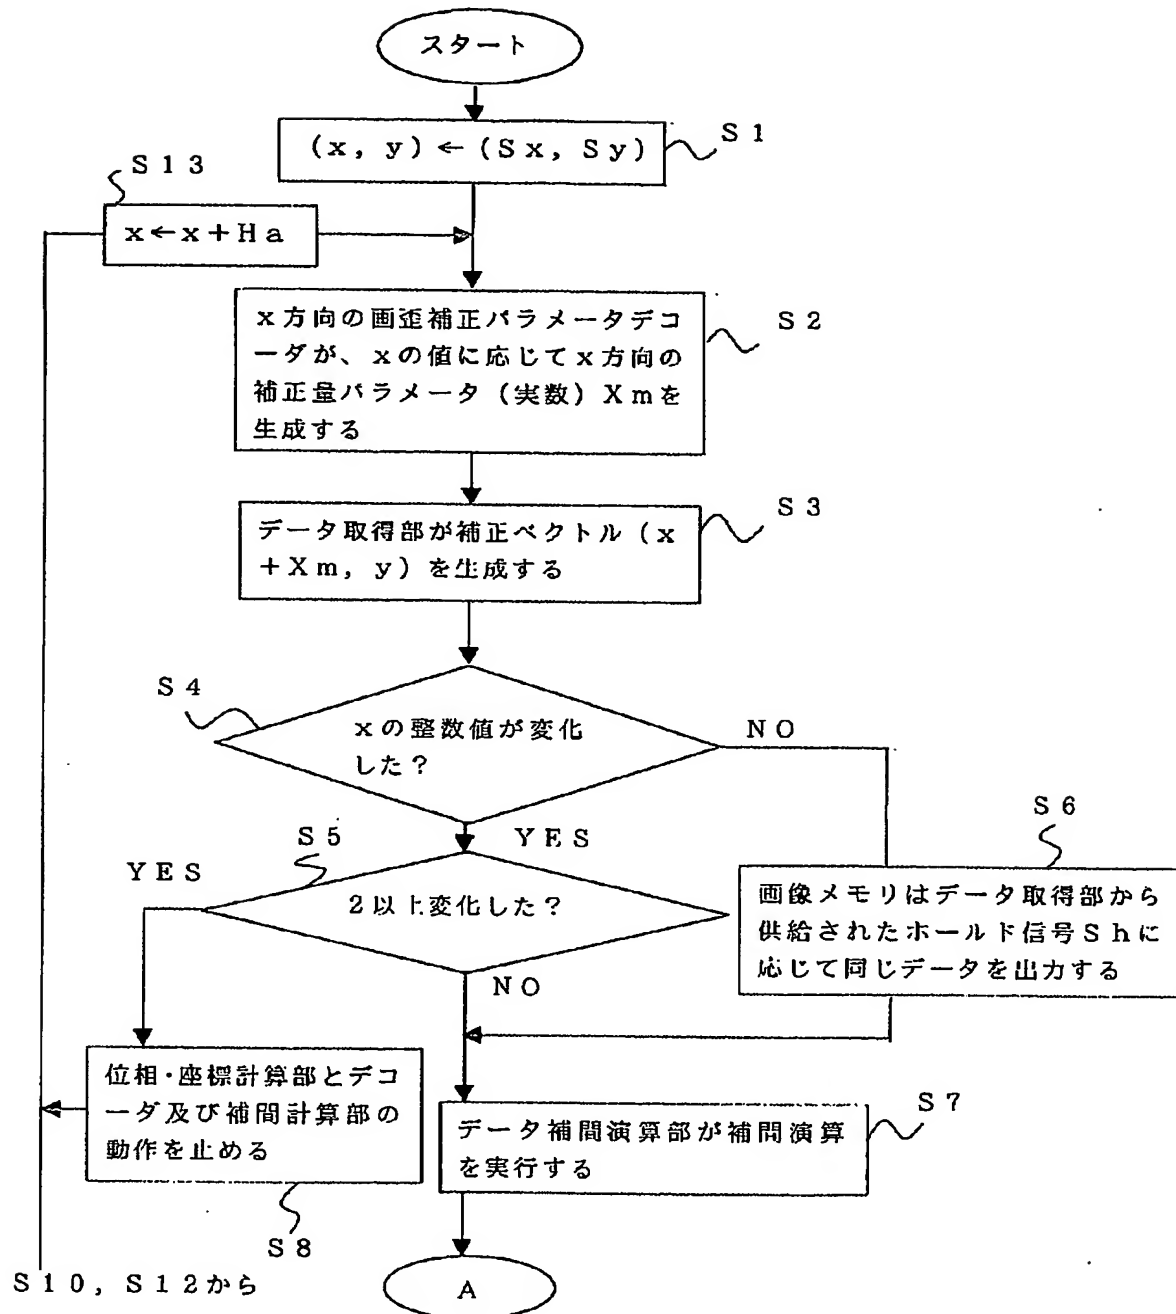 スタート
(x, y) ← (Sx, Sy)
S1
S13
x←x+Ha
x方向の画歪補正パラメータデコ
ーダが、xの値に応じてx方向の
補正量パラメータ（実数）Xmを
生成する
S2
データ取得部が補正ベクトル（x
+Xm, y）を生成する
S3
S4
xの整数値が変化
した？
NO
YES
S5
YES
2以上変化した？
NO
S6
画像メモリはデータ取得部から
供給されたホールド信号Shに
応じて同じデータを出力する
位相・座標計算部とデコ
ーダ及び補間計算部の
動作を止める
S8
データ補間演算部が補間演算
を実行する
S7
S10, S12から
A